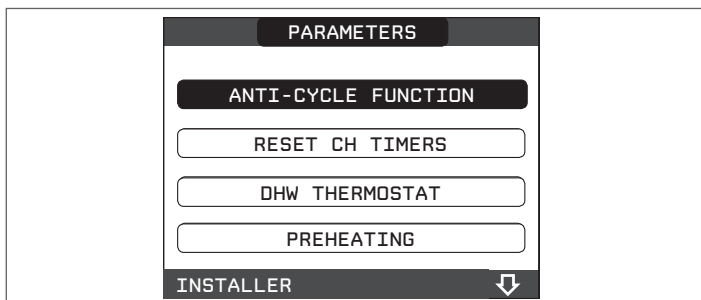 PARAMETERS
ANTI-CYCLE FUNCTION
RESET CH TIMERS
DHW THERMOSTAT
PREHEATING
INSTALLER